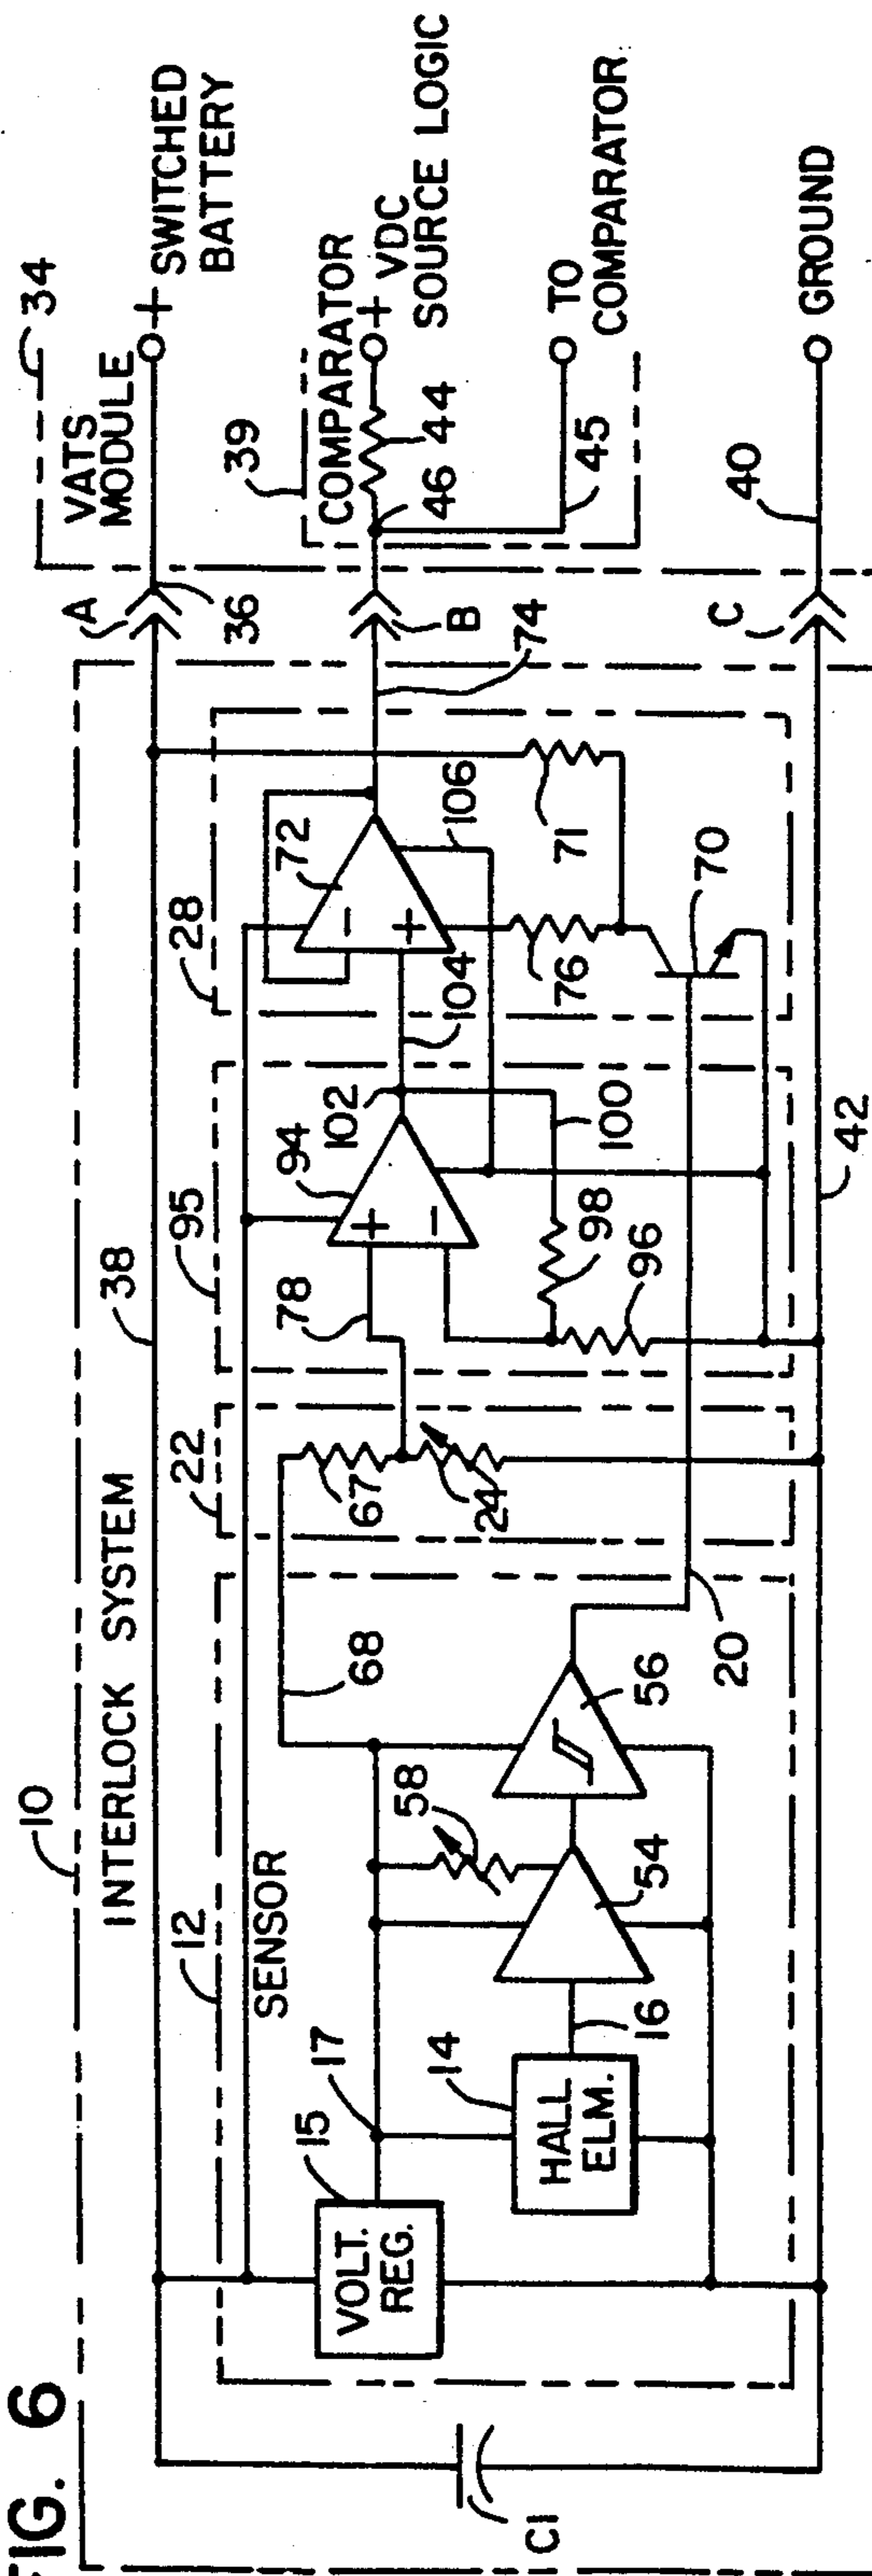 FIG. 6
10
INTERLOCK SYSTEM
38
34
VATS
MODULE
A
36
+ SWITCHED
BATTERY
12
SENSOR
15
VOLT.
REG.
17
14
HALL
ELM.
16
54
58
56
68
20
22
67
24
95
78
94
102
98
96
100
104
28
72
−
+
106
76
71
70
74
+
−
B
39
COMPARATOR
+ VDC
SOURCE LOGIC
44
46
45
TO
COMPARATOR
C
40
GROUND
42
C1